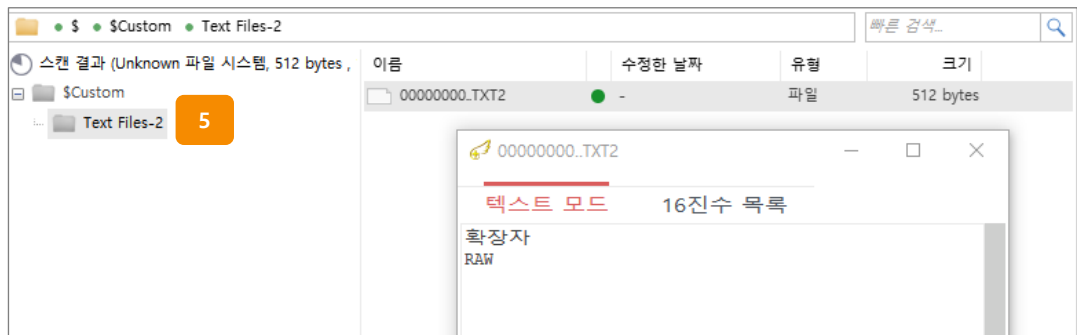 $ $Custom Text Files-2 빠른 검색...
스캔 결과 (Unknown 파일 시스템, 512 bytes , 이름 수정한 날짜 유형 크기
$Custom 00000000..TXT2 - 파일 512 bytes
Text Files-2 5
00000000..TXT2
텍스트 모드 16진수 목록
확장자
RAW